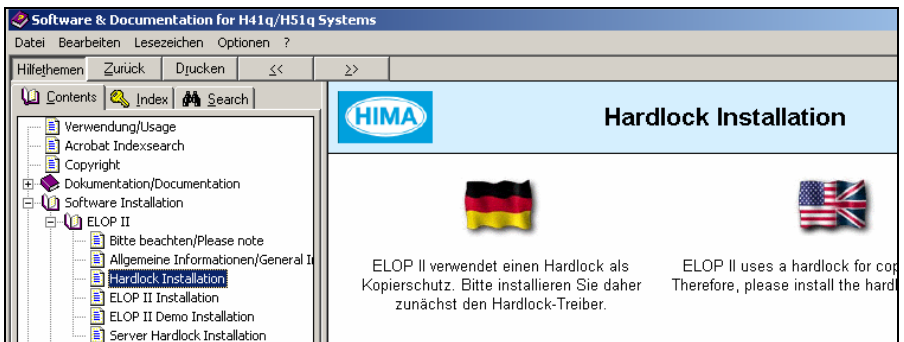 Software & Documentation for H41q/H51q Systems
Datei Bearbeiten Lesezeichen Optionen ?
Hilfethemen Zurück Drucken << >>
Contents Index Search
Verwendung/Usage
Acrobat Indexsearch
Copyright
Dokumentation/Documentation
Software Installation
ELOP II
Bitte beachten/Please note
Allgemeine Informationen/General I
Hardlock Installation
ELOP II Installation
ELOP II Demo Installation
Server Hardlock Installation
HIMA
Hardlock Installation
ELOP II verwendet einen Hardlock als
Kopierschutz. Bitte installieren Sie daher
zunächst den Hardlock-Treiber.
ELOP II uses a hardlock for cop
Therefore, please install the hardl